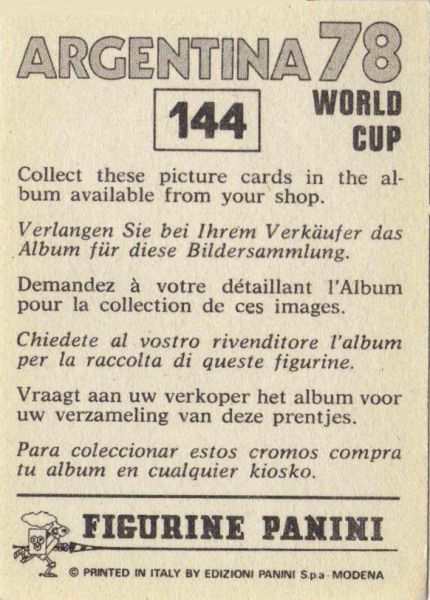 ARGENTINA 78
144 WORLD
CUP
Collect these picture cards in the al-
bum available from your shop.
Verlangen Sie bei Ihrem Verkäufer das
Album für diese Bildersammlung.
Demandez à votre détaillant l'Album
pour la collection de ces images.
Chiedete al vostro rivenditore l'album
per la raccolta di queste figurine.
Vraagt aan uw verkoper het album voor
uw verzameling van deze prentjes.
Para coleccionar estos cromos compra
tu album en cualquier kiosko.
FIGURINE PANINI
© PRINTED IN ITALY BY EDIZIONI PANINI S.p.a - MODENA